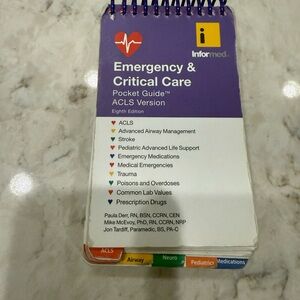 i
informed
Emergency &
Critical Care
Pocket Guide™
ACLS Version
Eighth Edition
ACLS
Advanced Airway Management
Stroke
Pediatric Advanced Life Support
Emergency Medications
Medical Emergencies
Trauma
Poisons and Overdoses
Common Lab Values
Prescription Drugs
Paula Derr, RN, BSN, CCRN, CEN
Mike McEvoy, PhD, RN, CCRN, NRP
Jon Tardiff, Paramedic, BS, PA-C
ACLS
Airway
Neuro
Pediatric
Medications